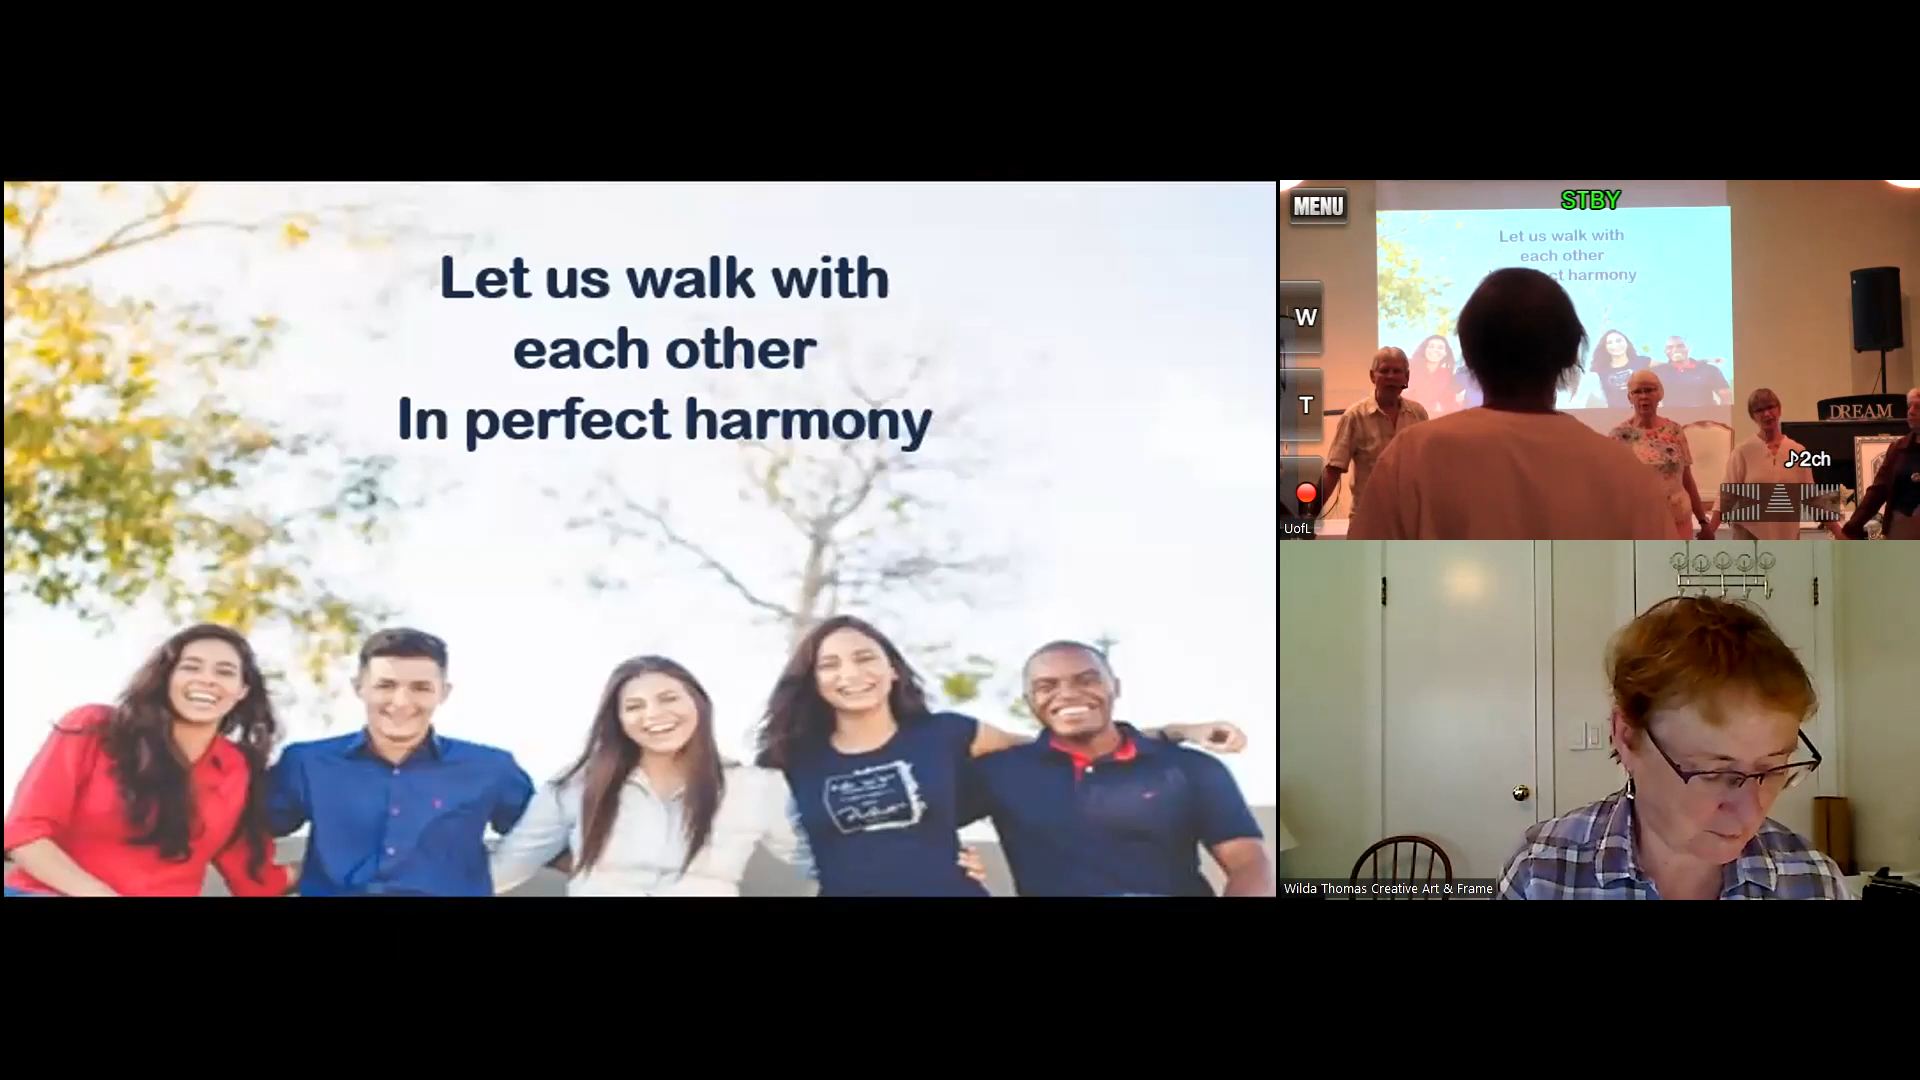 Let us walk with
each other
In perfect harmony
MENU
STBY
Let us walk with
each other
ct harmony
W
T
DREAM
♪2ch
UofL
Wilda Thomas Creative Art & Frame